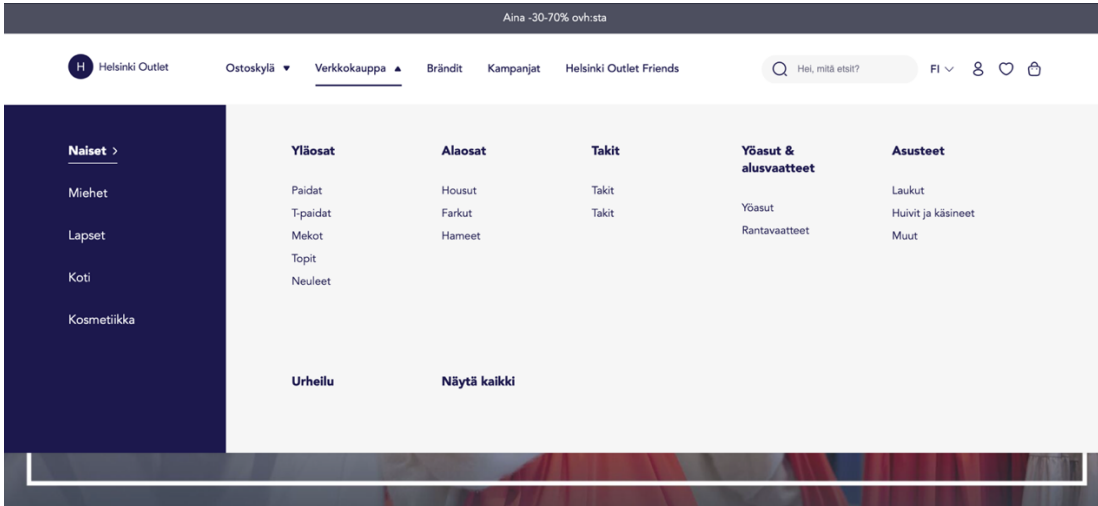 Aina -30-70% ovh:sta
H Helsinki Outlet
Ostoskylä
Verkkokauppa
Brändit
Kampanjat
Helsinki Outlet Friends
Hei, mitä etsit?
FI
Naiset
Miehet
Lapset
Koti
Kosmetiikka
Yläosat
Paidat
T-paidat
Mekot
Topit
Neuleet
Alaosat
Housut
Farkut
Hameet
Takit
Takit
Takit
Yöasut &
alusvaatteet
Yöasut
Rantavaatteet
Asusteet
Laukut
Huivit ja käsineet
Muut
Urheilu
Näytä kaikki